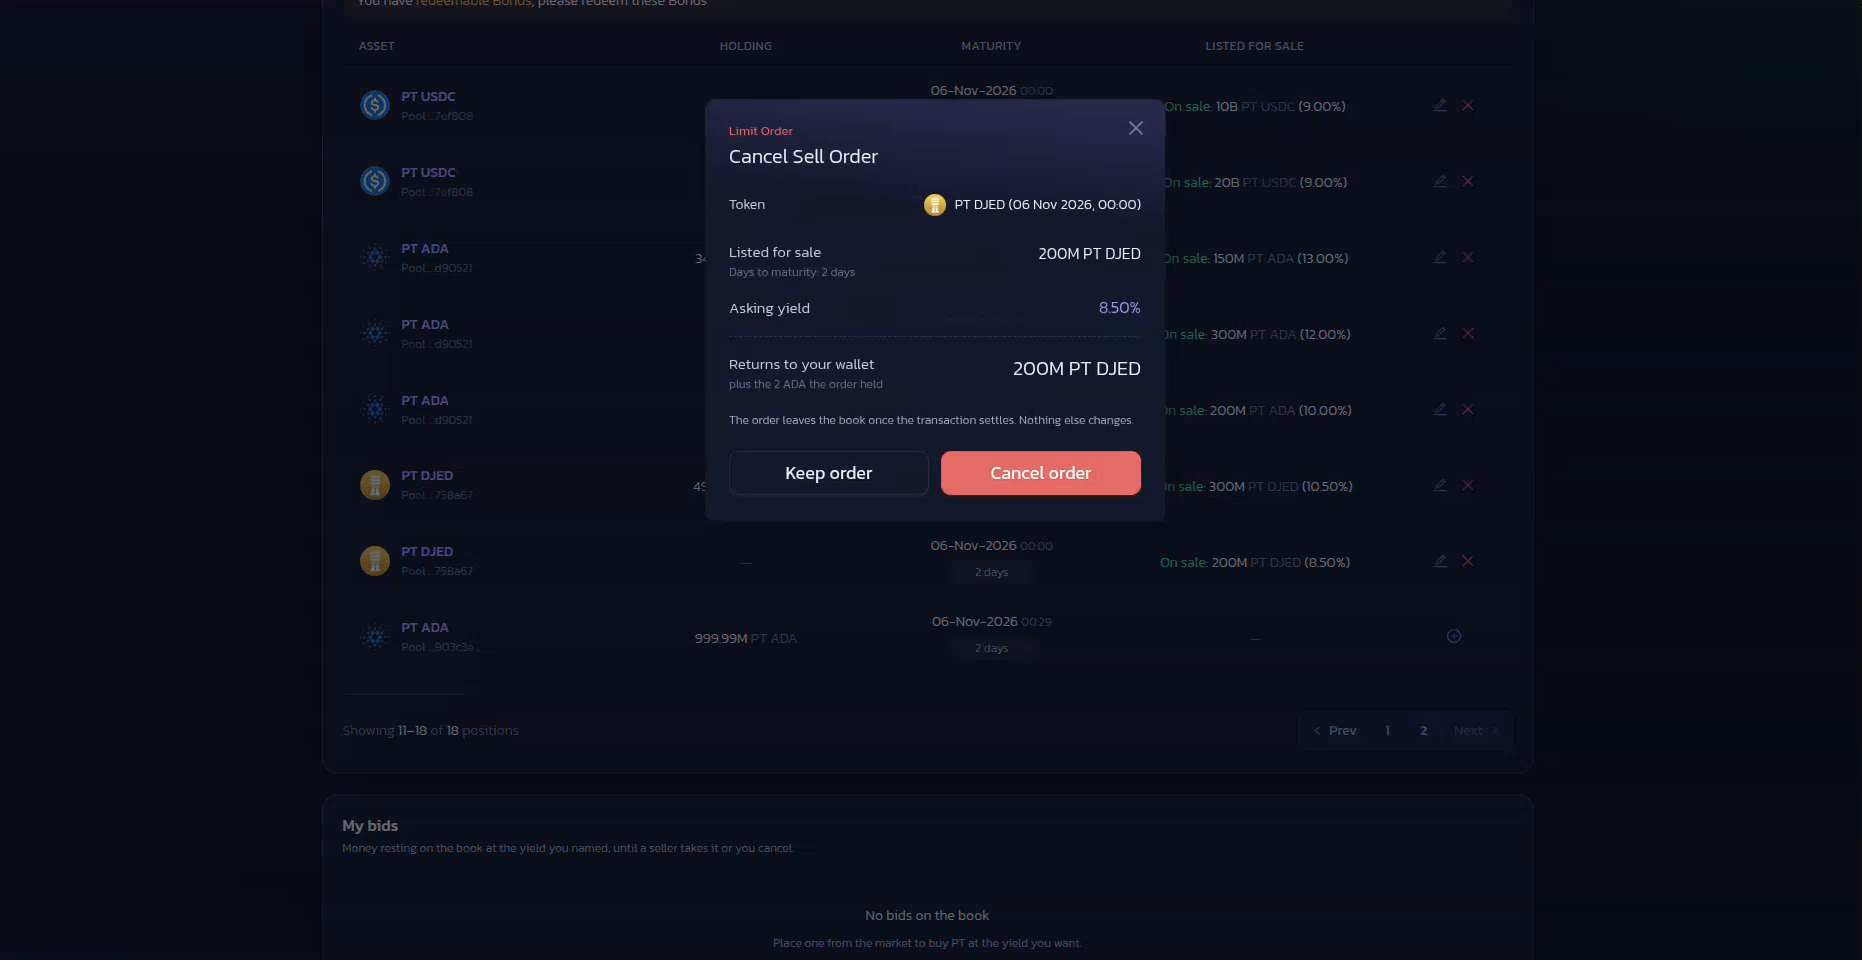 You have redeemable Bonds, please redeem these Bonds
ASSET HOLDING MATURITY LISTED FOR SALE
PT USDC
Pool ...7ef808
06-Nov-2026 00:00
On sale: 10B PT USDC (9.00%)
PT USDC
Pool ...7ef808
On sale: 20B PT USDC (9.00%)
PT ADA
Pool ...d90521
34
On sale: 150M PT ADA (13.00%)
PT ADA
Pool ...d90521
On sale: 300M PT ADA (12.00%)
PT ADA
Pool ...d90521
On sale: 200M PT ADA (10.00%)
PT DJED
Pool ...758a67
49
On sale: 300M PT DJED (10.50%)
PT DJED
Pool ...758a67
—
06-Nov-2026 00:00
2 days
On sale: 200M PT DJED (8.50%)
PT ADA
Pool ...903c3e
999.99M PT ADA
06-Nov-2026 00:29
2 days
—
Limit Order
Cancel Sell Order
Token PT DJED (06 Nov 2026, 00:00)
Listed for sale 200M PT DJED
Days to maturity: 2 days
Asking yield 8.50%
Returns to your wallet 200M PT DJED
plus the 2 ADA the order held
The order leaves the book once the transaction settles. Nothing else changes.
Keep order Cancel order
Showing 11–18 of 18 positions
< Prev 1 2 Next >
My bids
Money resting on the book at the yield you named, until a seller takes it or you cancel.
No bids on the book
Place one from the market to buy PT at the yield you want.